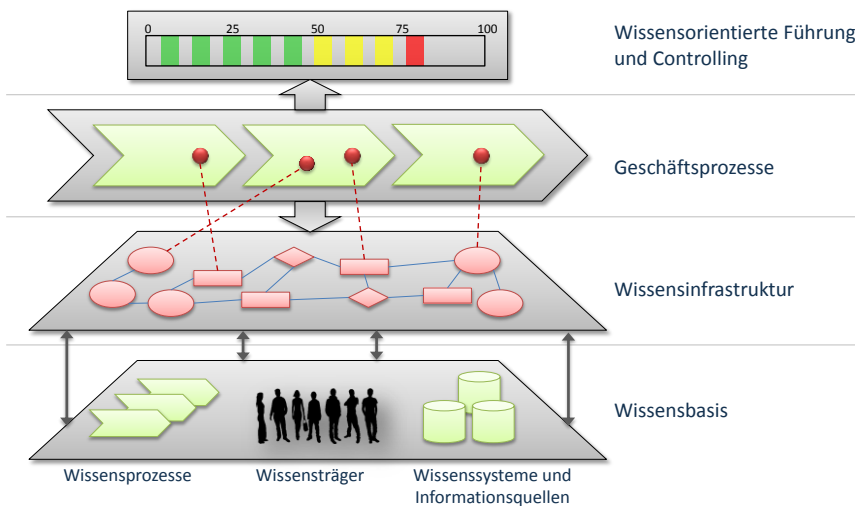 0 25 50 75 100
Wissensorientierte Führung
und Controlling
Geschäftsprozesse
Wissensinfrastruktur
Wissensbasis
Wissensprozesse
Wissensträger
Wissenssysteme und
Informationsquellen